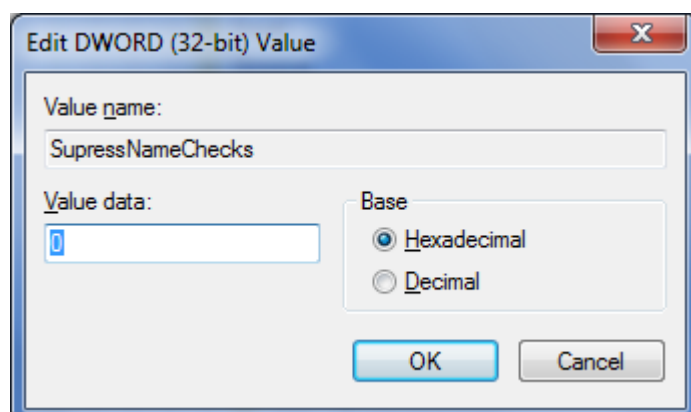 Edit DWORD (32-bit) Value
Value name:
SupressNameChecks
Value data:
0
Base
Hexadecimal
Decimal
OK
Cancel